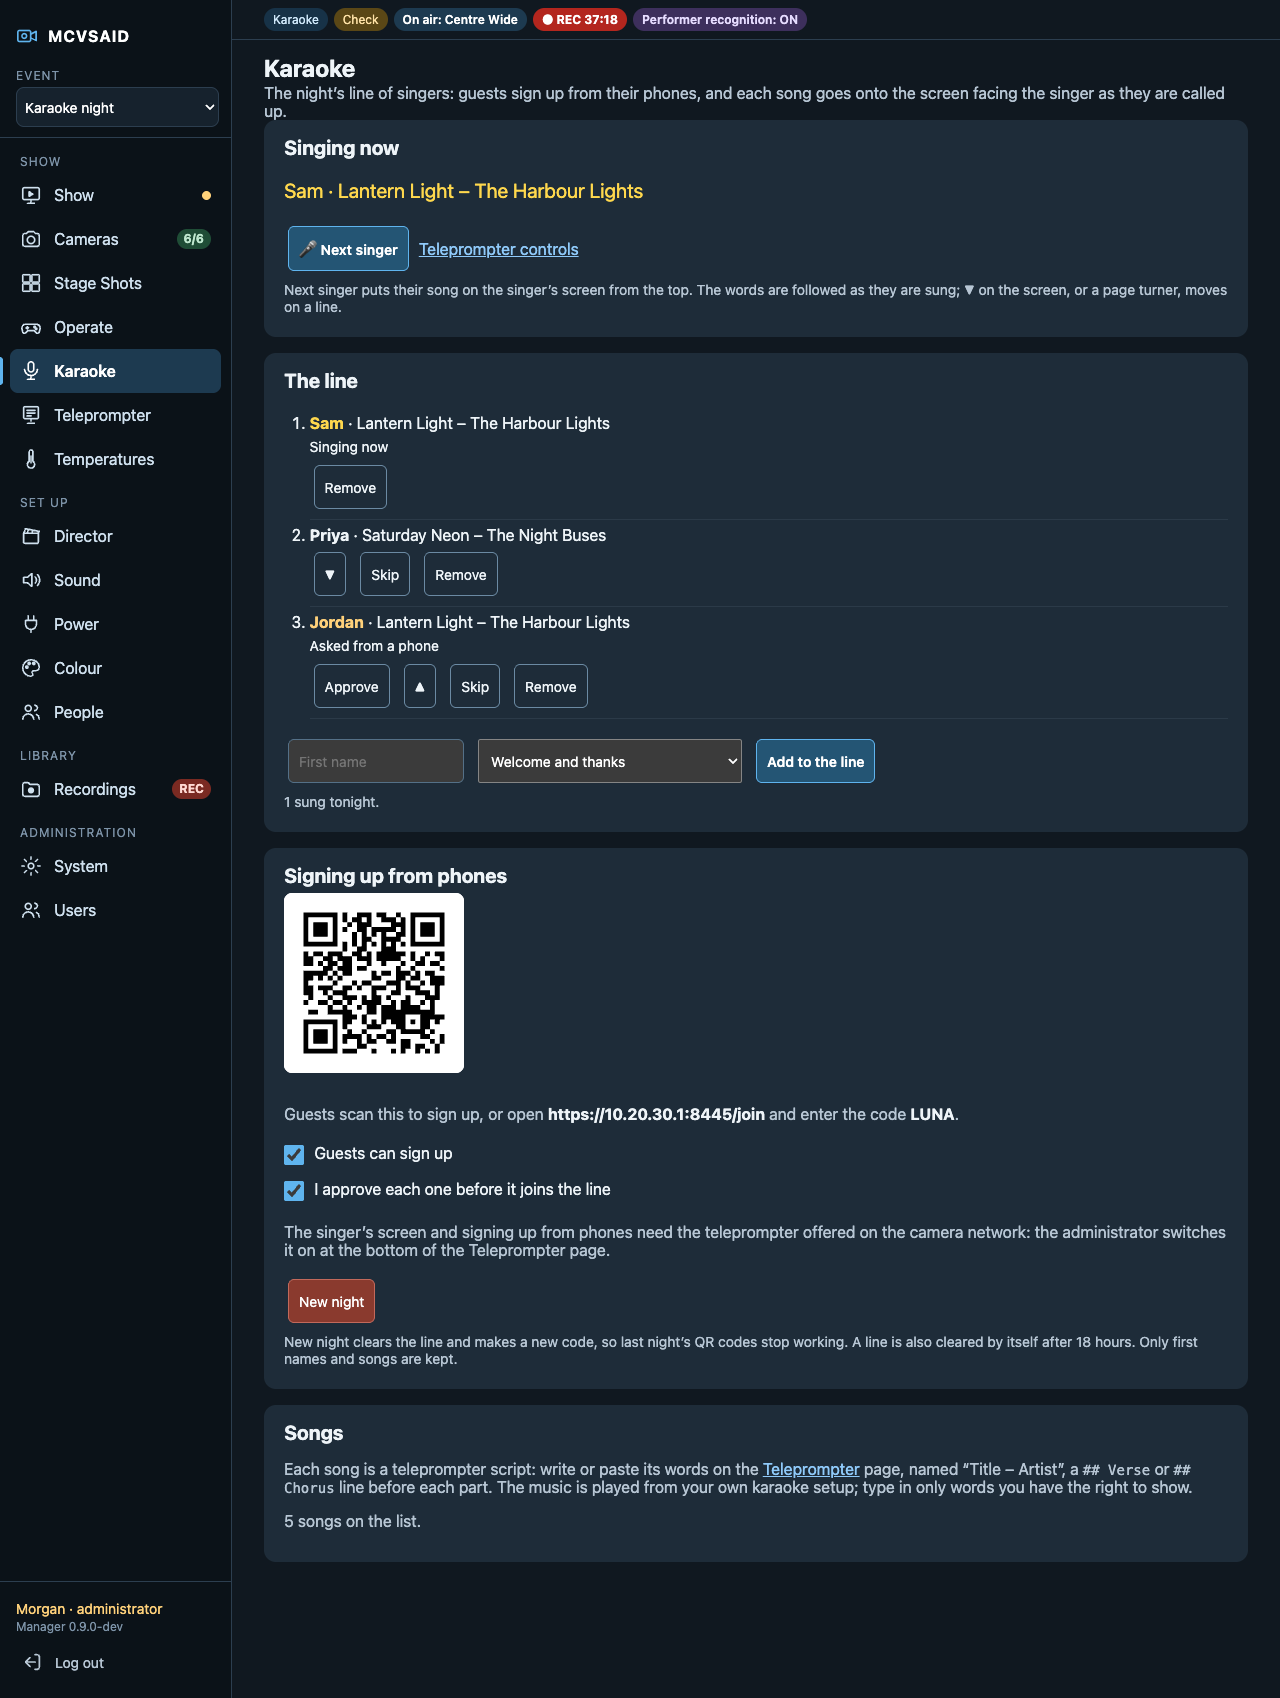 MCVSAID
EVENT
Karaoke night
SHOW
Show
Cameras
6/6
Stage Shots
Operate
Karaoke
Teleprompter
Temperatures
SET UP
Director
Sound
Power
Colour
People
LIBRARY
Recordings
REC
ADMINISTRATION
System
Users
Morgan · administrator
Manager 0.9.0-dev
Log out
Karaoke
Check
On air: Centre Wide
REC 37:18
Performer recognition: ON
Karaoke
The night’s line of singers: guests sign up from their phones, and each song goes onto the screen facing the singer as they are called
up.
Singing now
Sam · Lantern Light – The Harbour Lights
🎤 Next singer
Teleprompter controls
Next singer puts their song on the singer’s screen from the top. The words are followed as they are sung; ▼ on the screen, or a page turner, moves
on a line.
The line
1. Sam · Lantern Light – The Harbour Lights
Singing now
Remove
2. Priya · Saturday Neon – The Night Buses
▼
Skip
Remove
3. Jordan · Lantern Light – The Harbour Lights
Asked from a phone
Approve
▲
Skip
Remove
First name
Welcome and thanks
Add to the line
1 sung tonight.
Signing up from phones
Guests scan this to sign up, or open https://10.20.30.1:8445/join and enter the code LUNA.
Guests can sign up
I approve each one before it joins the line
The singer’s screen and signing up from phones need the teleprompter offered on the camera network: the administrator switches
it on at the bottom of the Teleprompter page.
New night
New night clears the line and makes a new code, so last night’s QR codes stop working. A line is also cleared by itself after 18 hours. Only first
names and songs are kept.
Songs
Each song is a teleprompter script: write or paste its words on the Teleprompter page, named “Title – Artist”, a ## Verse or ##
Chorus line before each part. The music is played from your own karaoke setup; type in only words you have the right to show.
5 songs on the list.